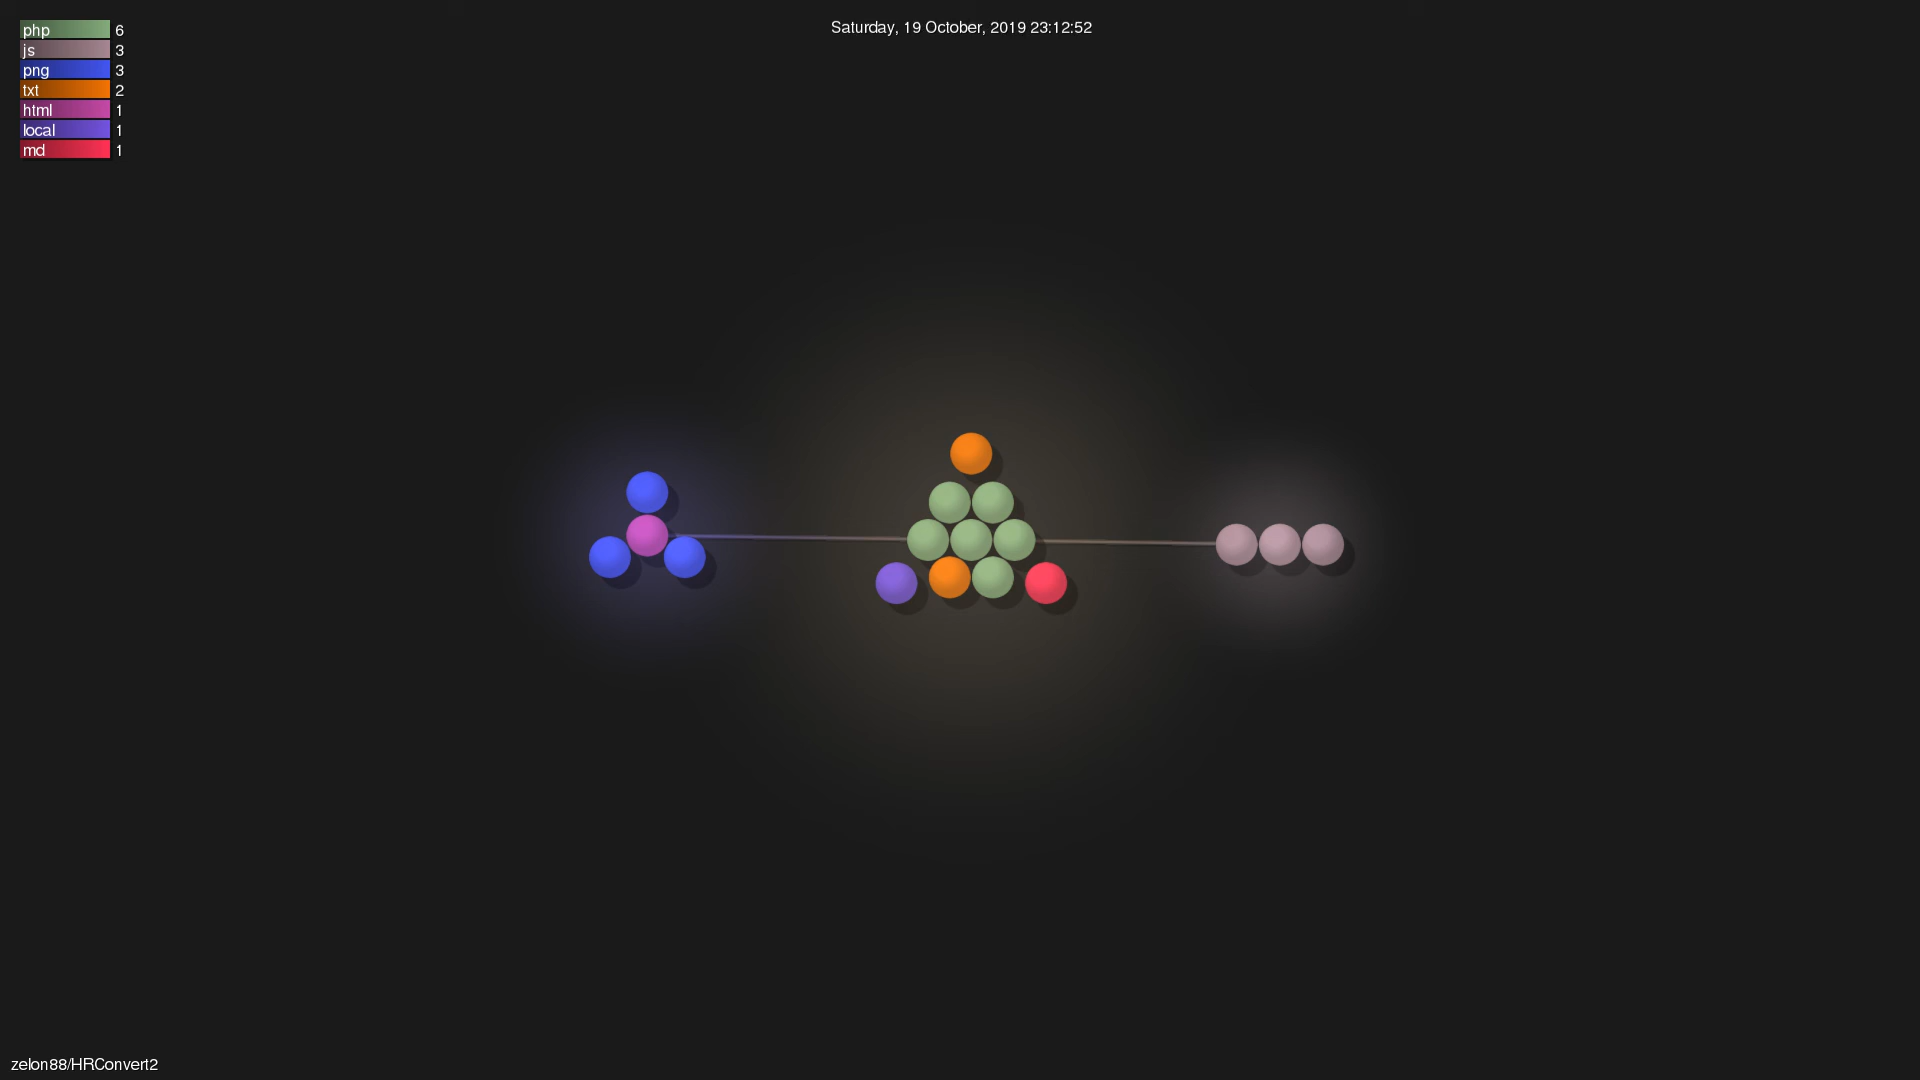 Saturday, 19 October, 2019 23:12:52
php 6
js 3
png 3
txt 2
html 1
local 1
md 1
zelon88/HRConvert2